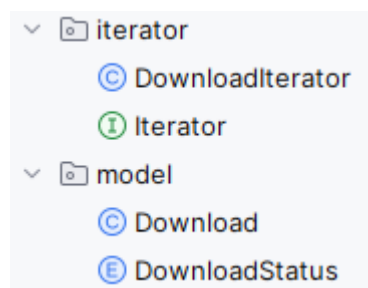 iterator
C DownloadIterator
I Iterator
model
C Download
E DownloadStatus